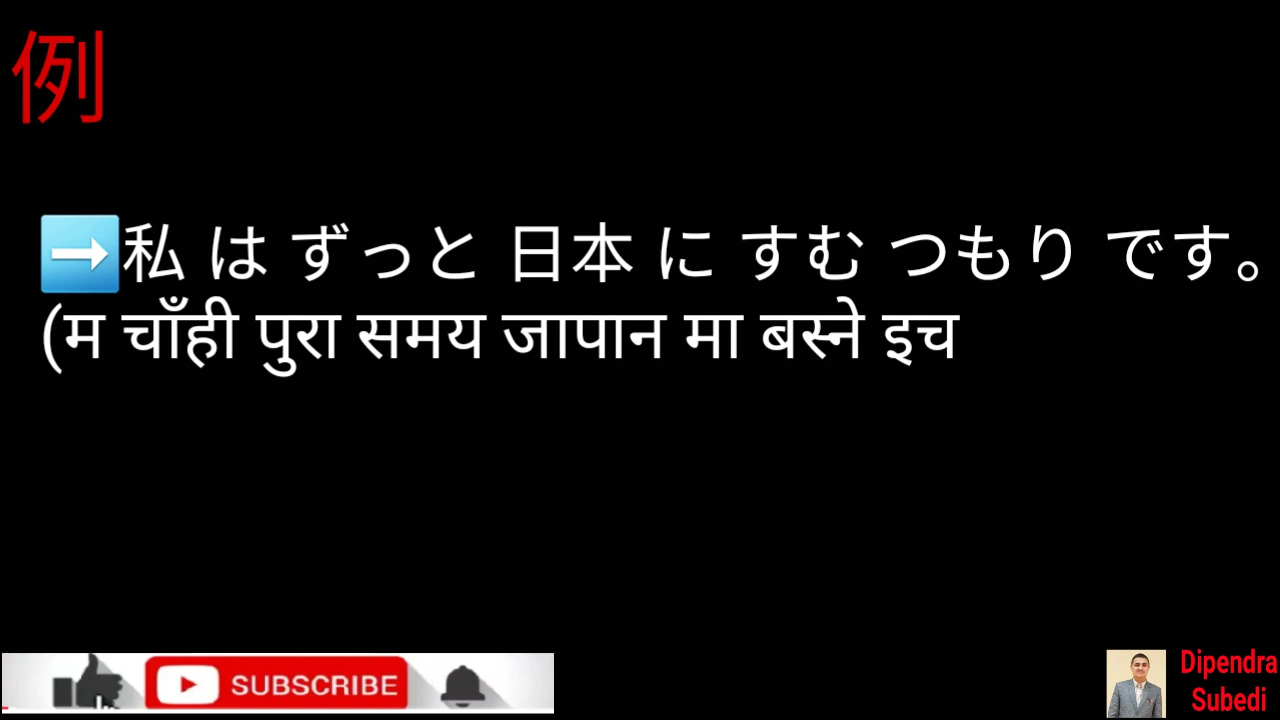 例
➡️私 は ずっと 日本 に すむ つもり です。
(म चाँही पुरा समय जापान मा बस्ने इच
SUBSCRIBE
Dipendra
Subedi